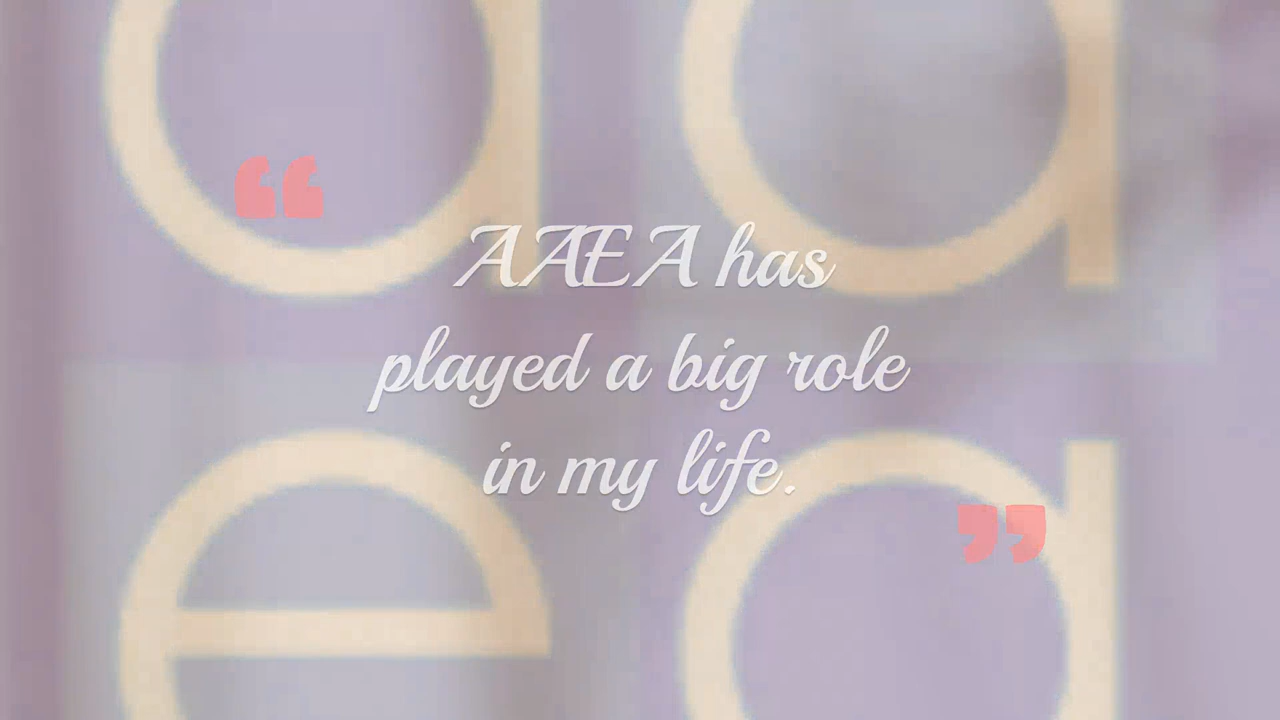 a a
“
AAEA has
played a big role
in my life.
”
e a